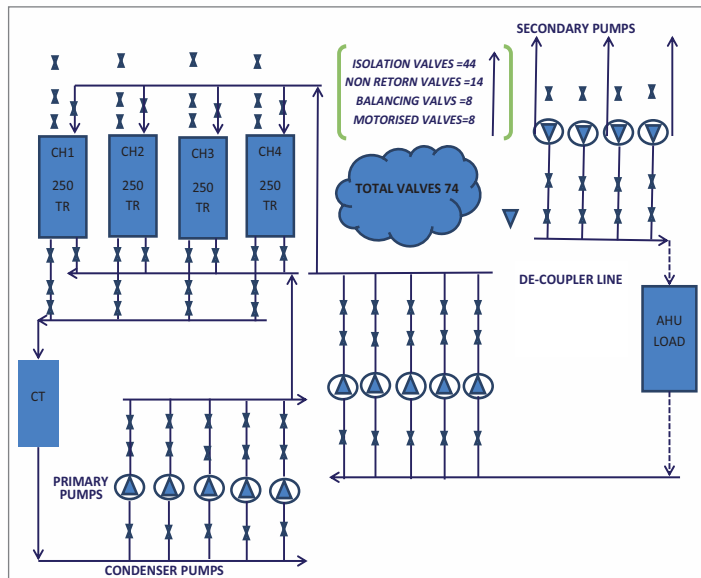 SECONDARY PUMPS
ISOLATION VALVES =44
NON RETORN VALVES =14
BALANCING VALVS =8
MOTORISED VALVES=8
CH1
250
TR
CH2
250
TR
CH3
250
TR
CH4
250
TR
TOTAL VALVES 74
DE-COUPLER LINE
AHU
LOAD
CT
PRIMARY
PUMPS
CONDENSER PUMPS